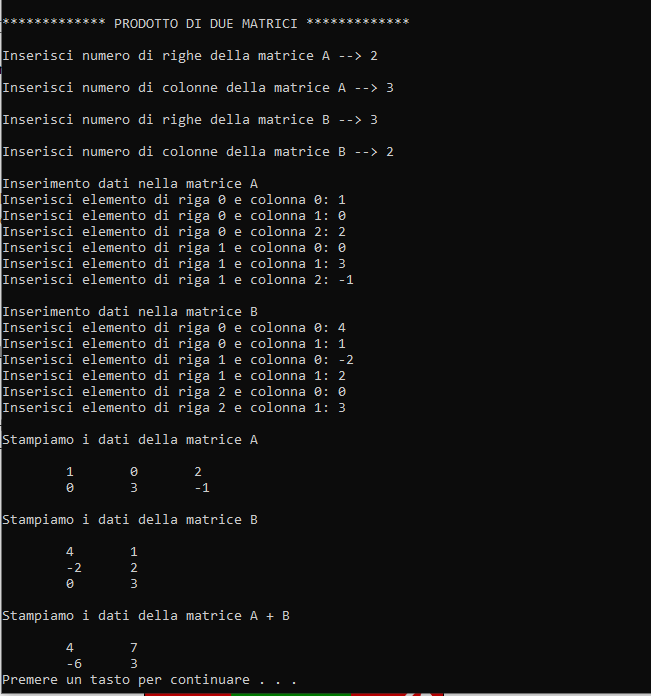 ************* PRODOTTO DI DUE MATRICI *************
Inserisci numero di righe della matrice A --> 2
Inserisci numero di colonne della matrice A --> 3
Inserisci numero di righe della matrice B --> 3
Inserisci numero di colonne della matrice B --> 2
Inserimento dati nella matrice A
Inserisci elemento di riga 0 e colonna 0: 1
Inserisci elemento di riga 0 e colonna 1: 0
Inserisci elemento di riga 0 e colonna 2: 2
Inserisci elemento di riga 1 e colonna 0: 0
Inserisci elemento di riga 1 e colonna 1: 3
Inserisci elemento di riga 1 e colonna 2: -1
Inserimento dati nella matrice B
Inserisci elemento di riga 0 e colonna 0: 4
Inserisci elemento di riga 0 e colonna 1: 1
Inserisci elemento di riga 1 e colonna 0: -2
Inserisci elemento di riga 1 e colonna 1: 2
Inserisci elemento di riga 2 e colonna 0: 0
Inserisci elemento di riga 2 e colonna 1: 3
Stampiamo i dati della matrice A
1 0 2
0 3 -1
Stampiamo i dati della matrice B
4 1
-2 2
0 3
Stampiamo i dati della matrice A + B
4 7
-6 3
Premere un tasto per continuare . . .